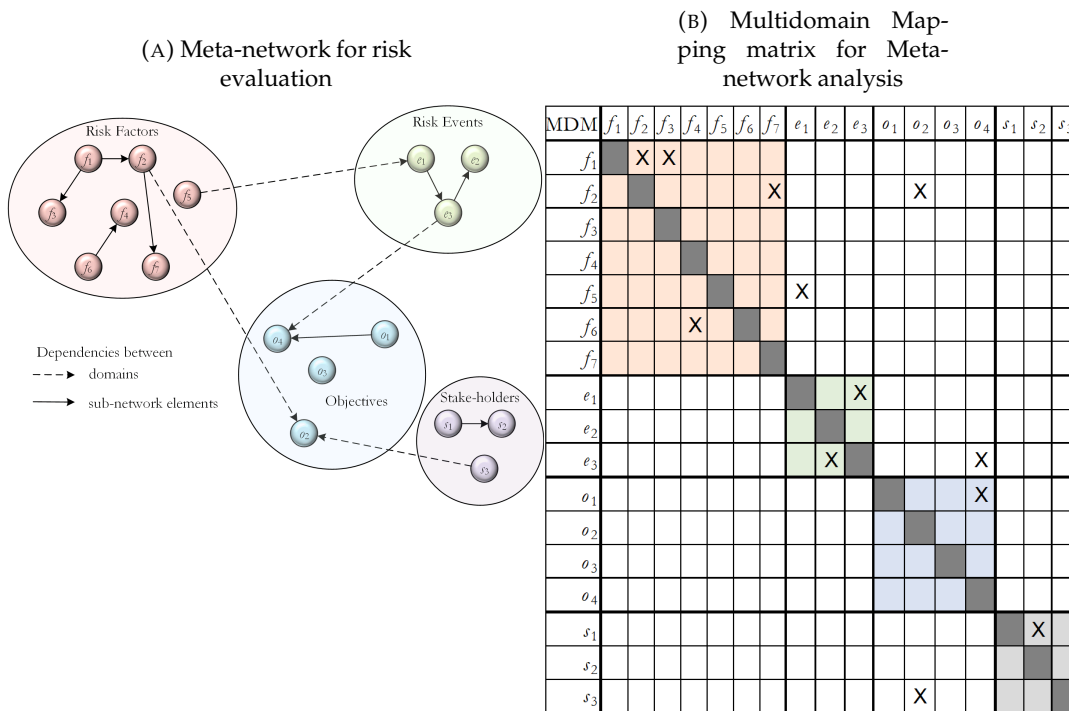 (A) Meta-network for risk
evaluation
Risk Factors
f1
f2
f3
f4
f5
f6
f7
Risk Events
e1
e2
e3
o4
o1
o3
Objectives
o2
Dependencies between
domains
sub-network elements
Stake-holders
s1
s2
s3
(B) Multidomain Map-
ping matrix for Meta-
network analysis
MDM f1 f2 f3 f4 f5 f6 f7 e1 e2 e3 o1 o2 o3 o4 s1 s2 s3
f1 X X
f2 X X
f3
f4
f5 X
f6 X
f7
e1 X
e2
e3 X X
o1 X
o2
o3
o4
s1 X
s2
s3 X